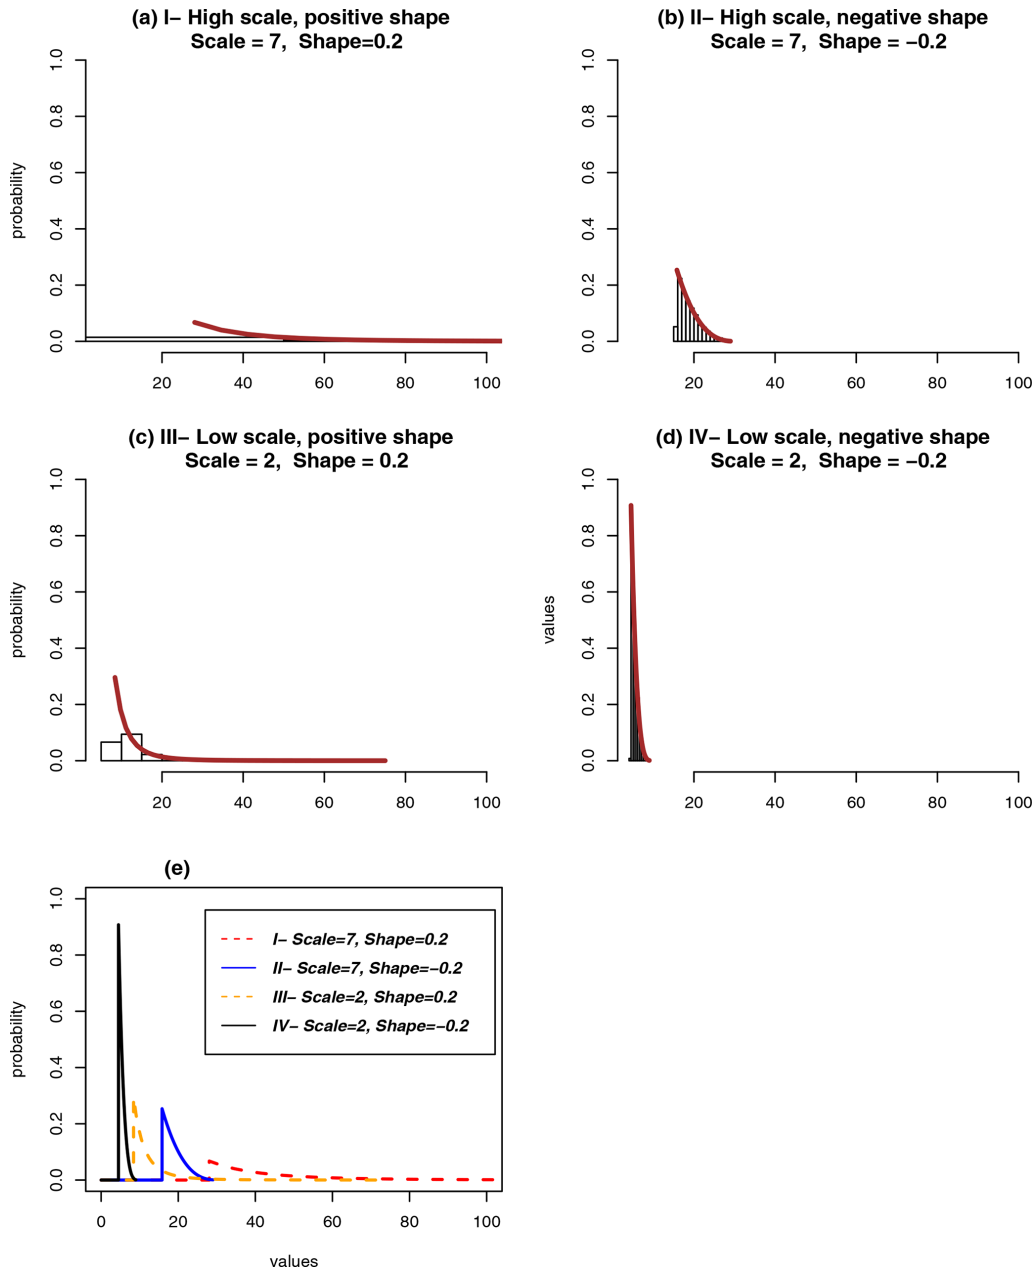 (a) I− High scale, positive shape
Scale = 7,  Shape=0.2
probability
0.0 0.2 0.4 0.6 0.8 1.0
20 40 60 80 100
(b) II− High scale, negative shape
Scale = 7,  Shape = −0.2
0.0 0.2 0.4 0.6 0.8 1.0
20 40 60 80 100
(c) III− Low scale, positive shape
Scale = 2,  Shape = 0.2
probability
0.0 0.2 0.4 0.6 0.8 1.0
20 40 60 80 100
(d) IV− Low scale, negative shape
Scale = 2,  Shape = −0.2
values
0.0 0.2 0.4 0.6 0.8 1.0
20 40 60 80 100
(e)
probability
0.0 0.2 0.4 0.6 0.8 1.0
I− Scale=7, Shape=0.2
II− Scale=7, Shape=−0.2
III− Scale=2, Shape=0.2
IV− Scale=2, Shape=−0.2
0 20 40 60 80 100
values